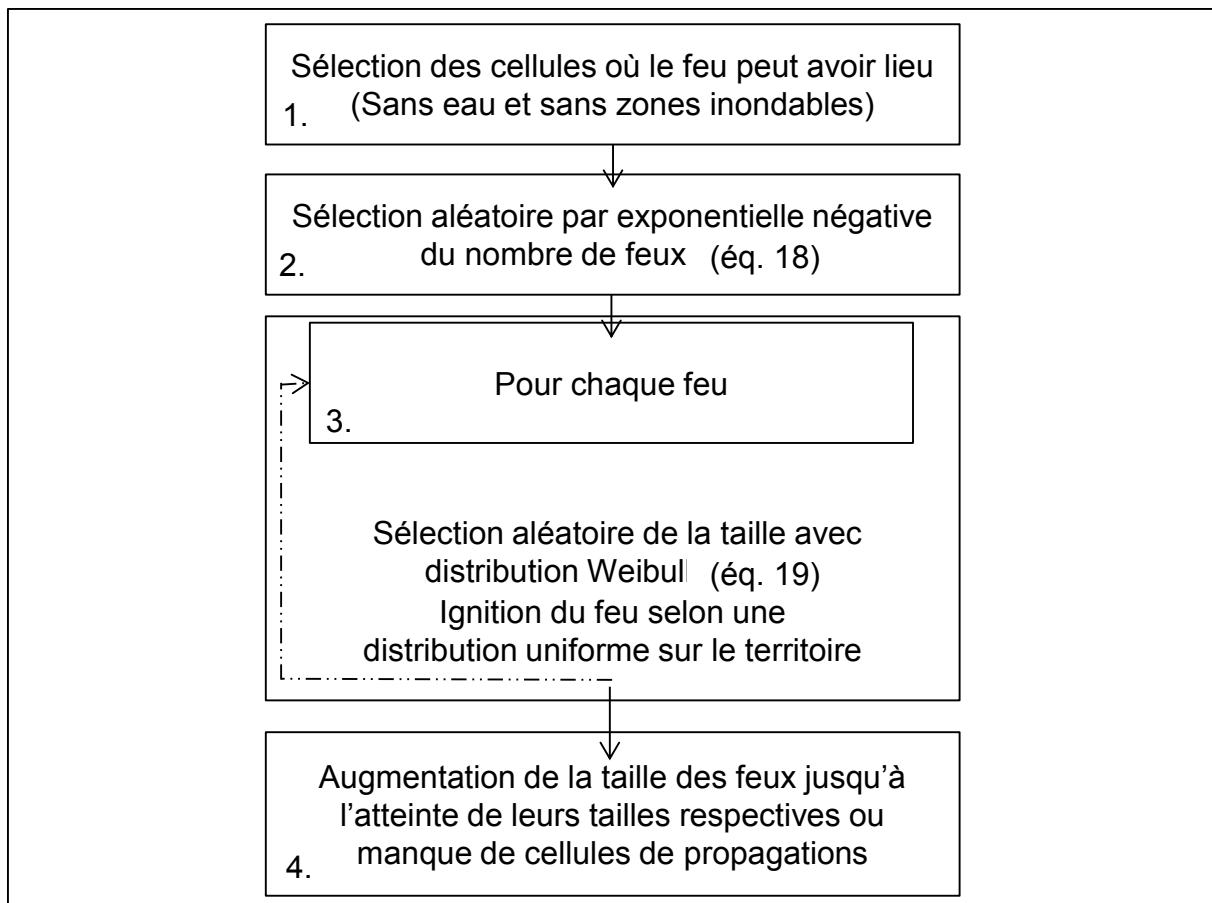 Sélection des cellules où le feu peut avoir lieu
1. (Sans eau et sans zones inondables)
Sélection aléatoire par exponentielle négative
2. du nombre de feux (éq. 18)
Pour chaque feu
3.
Sélection aléatoire de la taille avec
distribution Weibull (éq. 19)
Ignition du feu selon une
distribution uniforme sur le territoire
Augmentation de la taille des feux jusqu'à
l'atteinte de leurs tailles respectives ou
4. manque de cellules de propagations